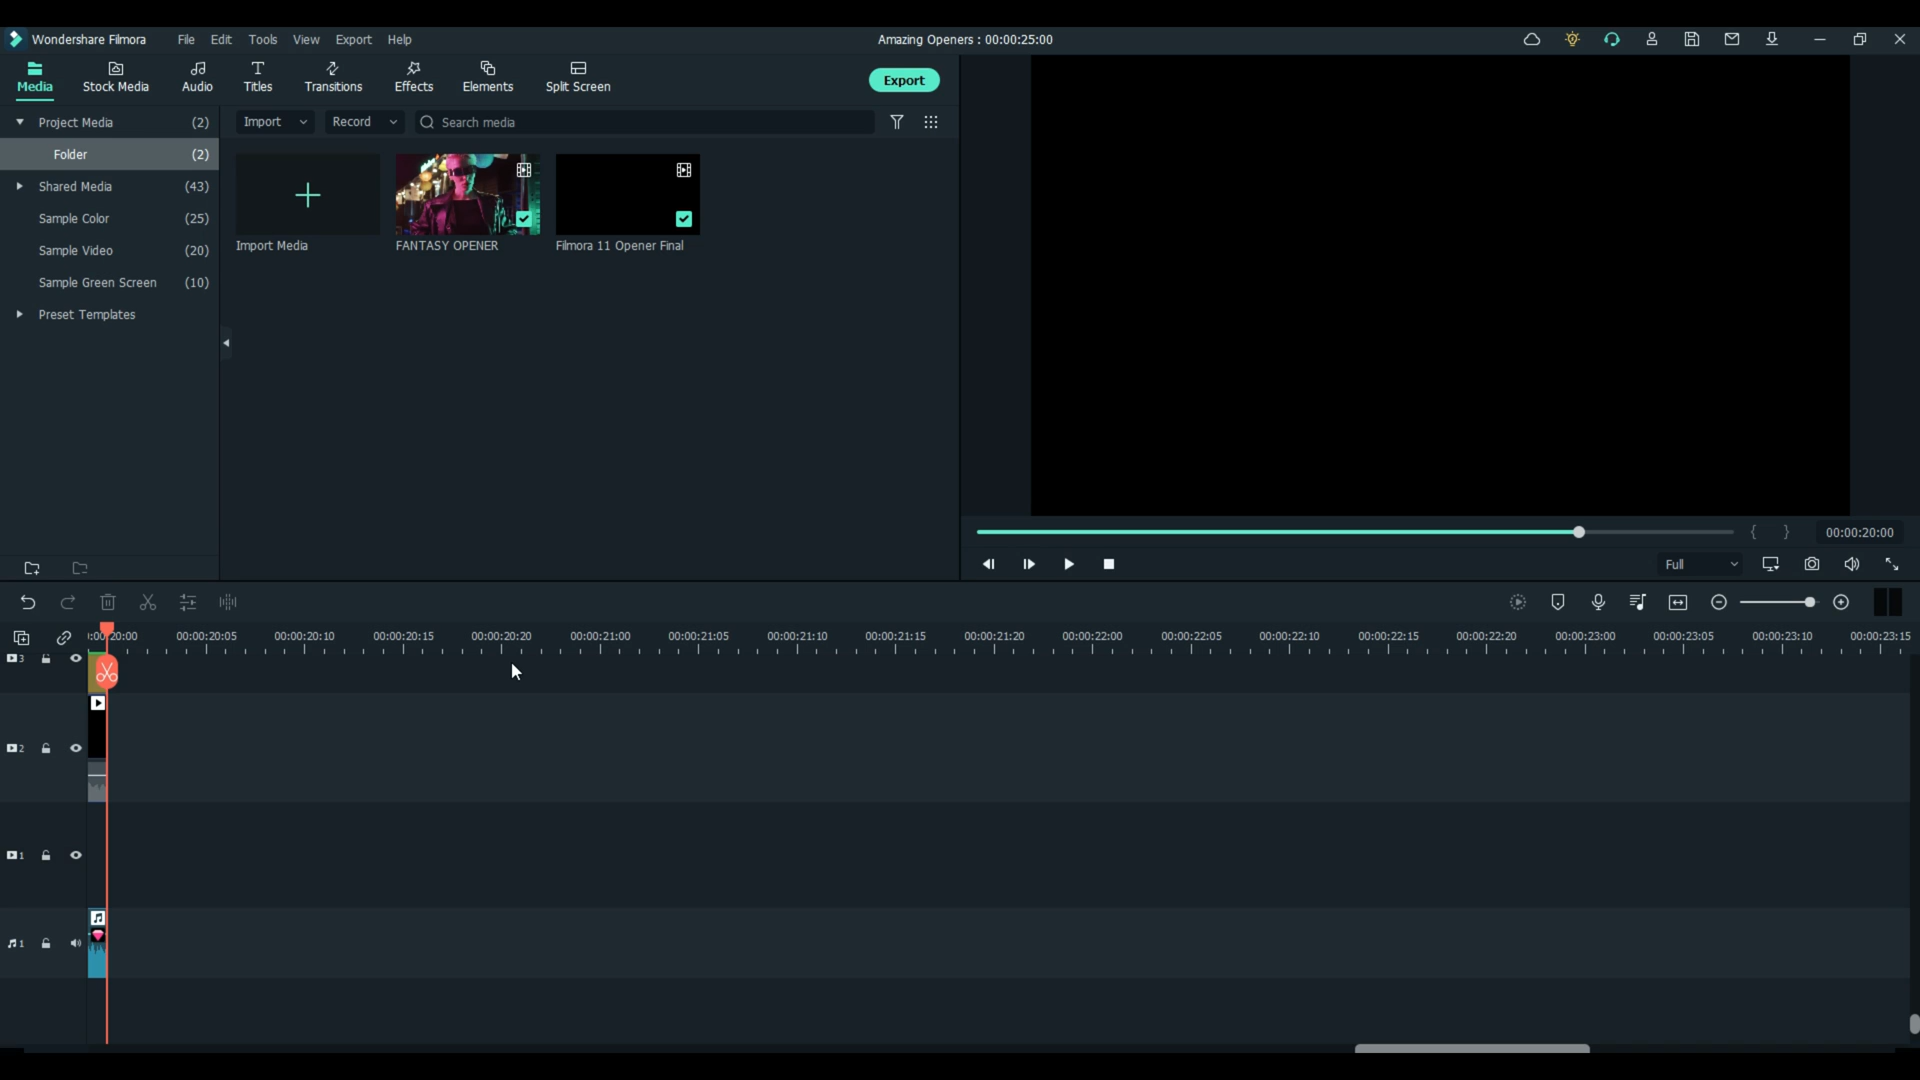 Wondershare Filmora File Edit Tools View Export Help Amazing Openers : 00:00:25:00
Media Stock Media Audio Titles Transitions Effects Elements Split Screen Export
Project Media (2) Import Record Search media
Folder (2)
Shared Media (43)
Sample Color (25)
Sample Video (20)
Sample Green Screen (10)
Preset Templates
Import Media FANTASY OPENER Filmora 11 Opener Final
{ } 00:00:20:00
Full
:00:20:00 00:00:20:05 00:00:20:10 00:00:20:15 00:00:20:20 00:00:21:00 00:00:21:05 00:00:21:10 00:00:21:15 00:00:21:20 00:00:22:00 00:00:22:05 00:00:22:10 00:00:22:15 00:00:22:20 00:00:23:00 00:00:23:05 00:00:23:10 00:00:23:15
3
2
1
1